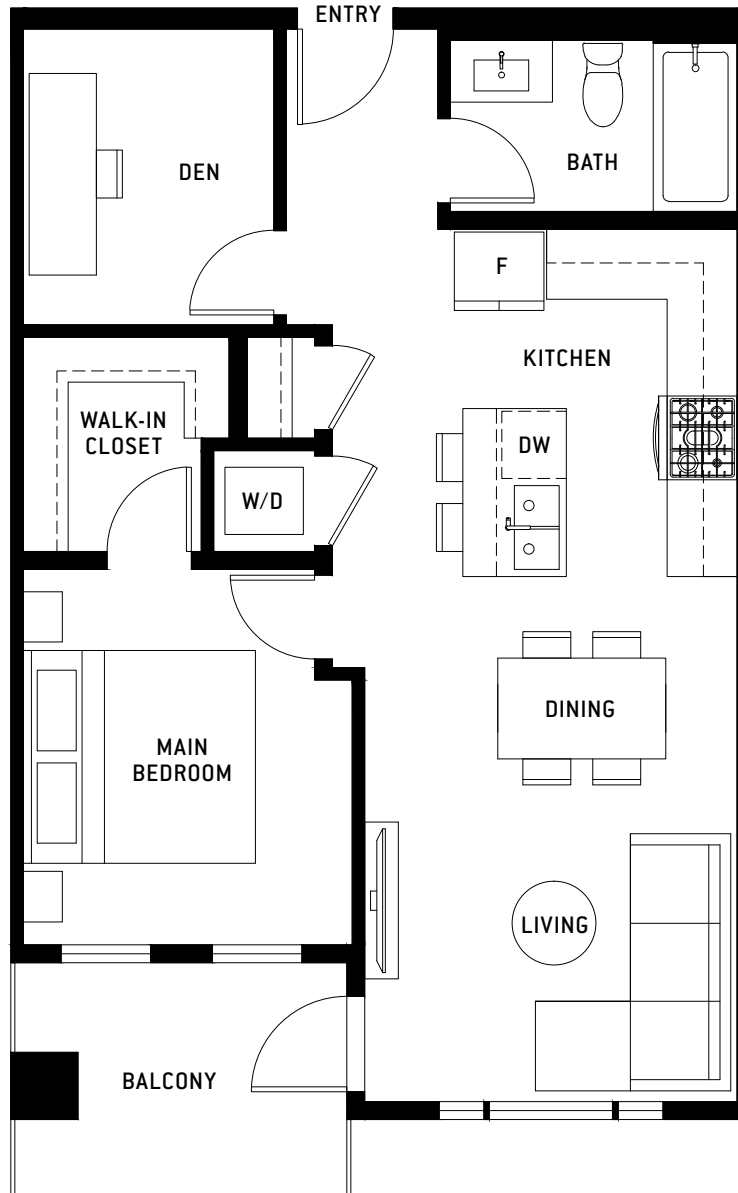 ENTRY
DEN
BATH
F
KITCHEN
WALK-IN
CLOSET
DW
W/D
DINING
MAIN
BEDROOM
LIVING
BALCONY